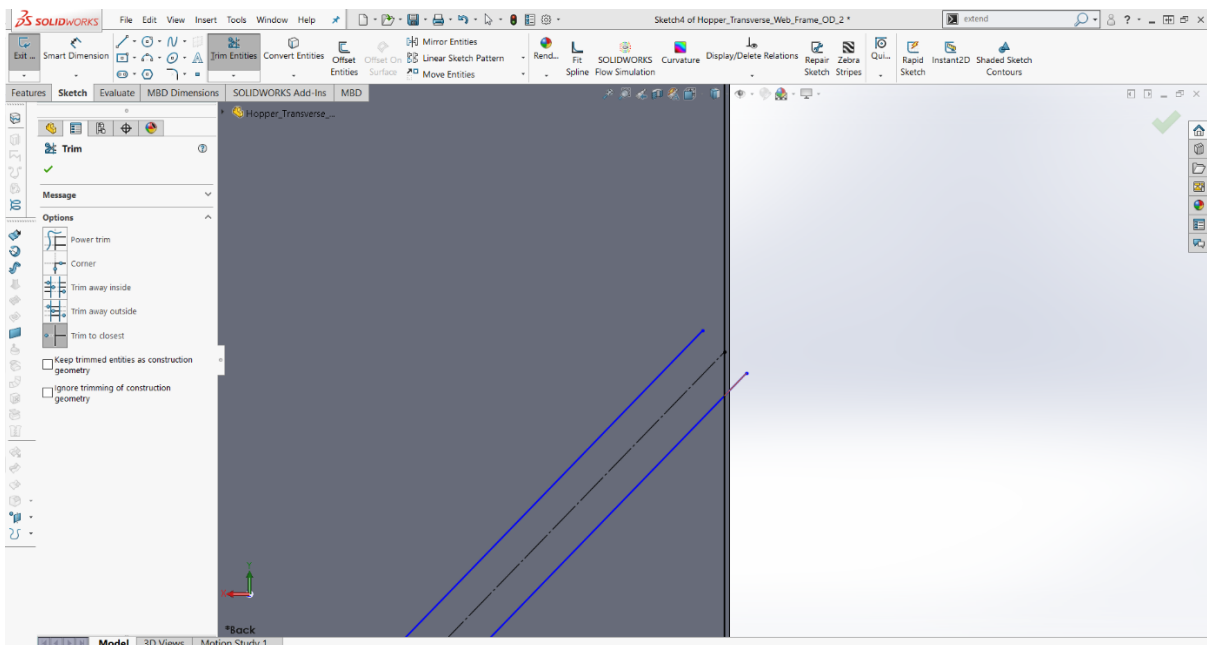 SOLIDWORKS File Edit View Insert Tools Window Help Sketch4 of Hopper_Transverse_Web_Frame_OD_2 * extend
Exit ... Smart Dimension Trim Entities Convert Entities Offset Entities Offset On Surface Mirror Entities Linear Sketch Pattern Move Entities Rend... Fit Spline SOLIDWORKS Flow Simulation Curvature Display/Delete Relations Repair Sketch Zebra Stripes Qui... Rapid Sketch Instant2D Shaded Sketch Contours
Features Sketch Evaluate MBD Dimensions SOLIDWORKS Add-Ins MBD
Hopper_Transverse_...
Trim
Message
Options
Power trim
Corner
Trim away inside
Trim away outside
Trim to closest
Keep trimmed entities as construction
geometry
Ignore trimming of construction
geometry
Y
X
*Back
Model 3D Views Motion Study 1